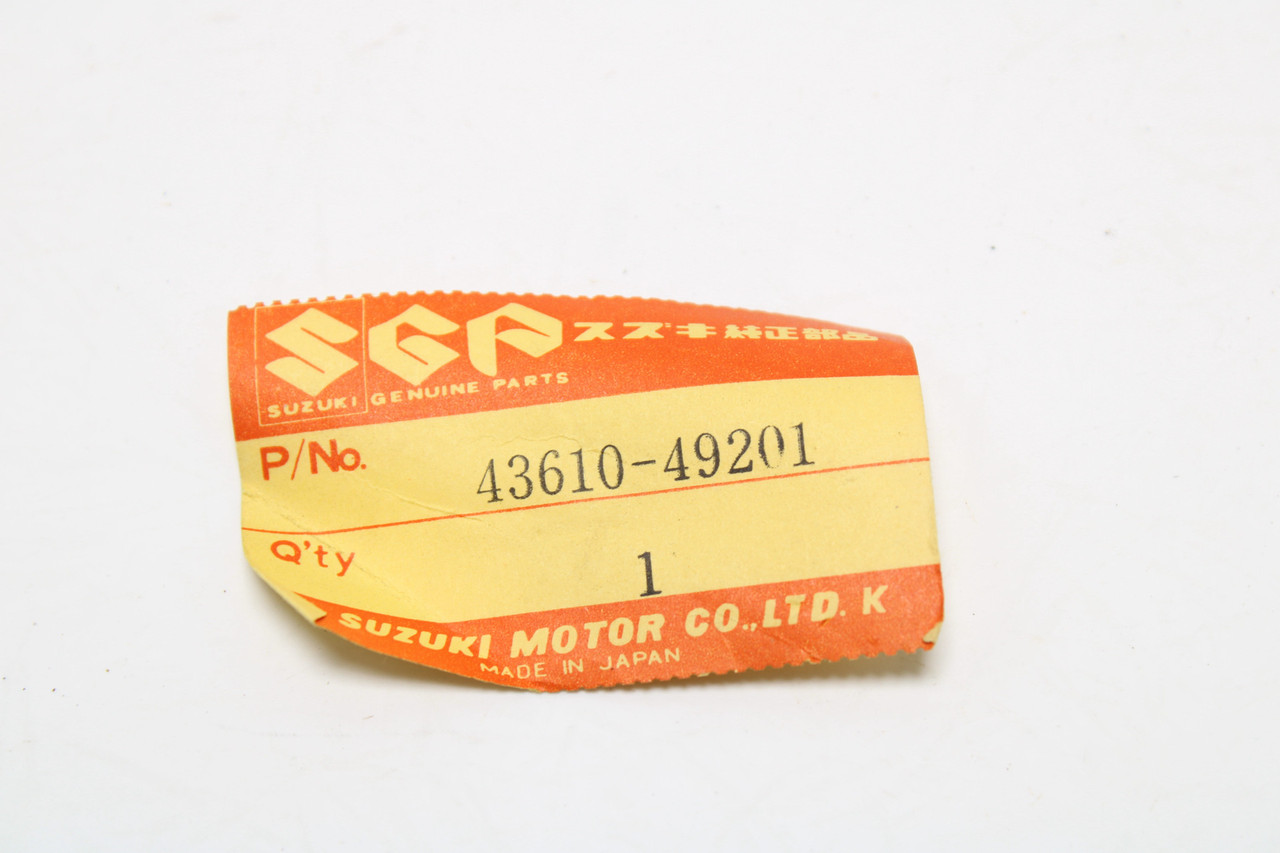 SGP スズキ純正部品
SUZUKI GENUINE PARTS
P/No. 43610-49201
Q'ty 1
SUZUKI MOTOR CO.,LTD. K
MADE IN JAPAN